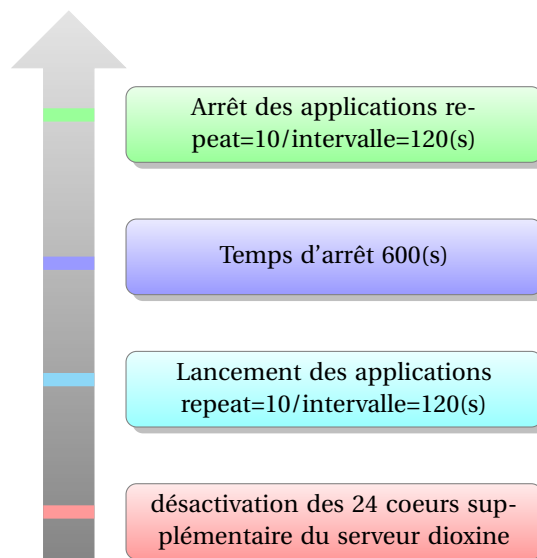 Arrêt des applications re-
peat=10/intervalle=120(s)
Temps d'arrêt 600(s)
Lancement des applications
repeat=10/intervalle=120(s)
désactivation des 24 coeurs sup-
plémentaire du serveur dioxine